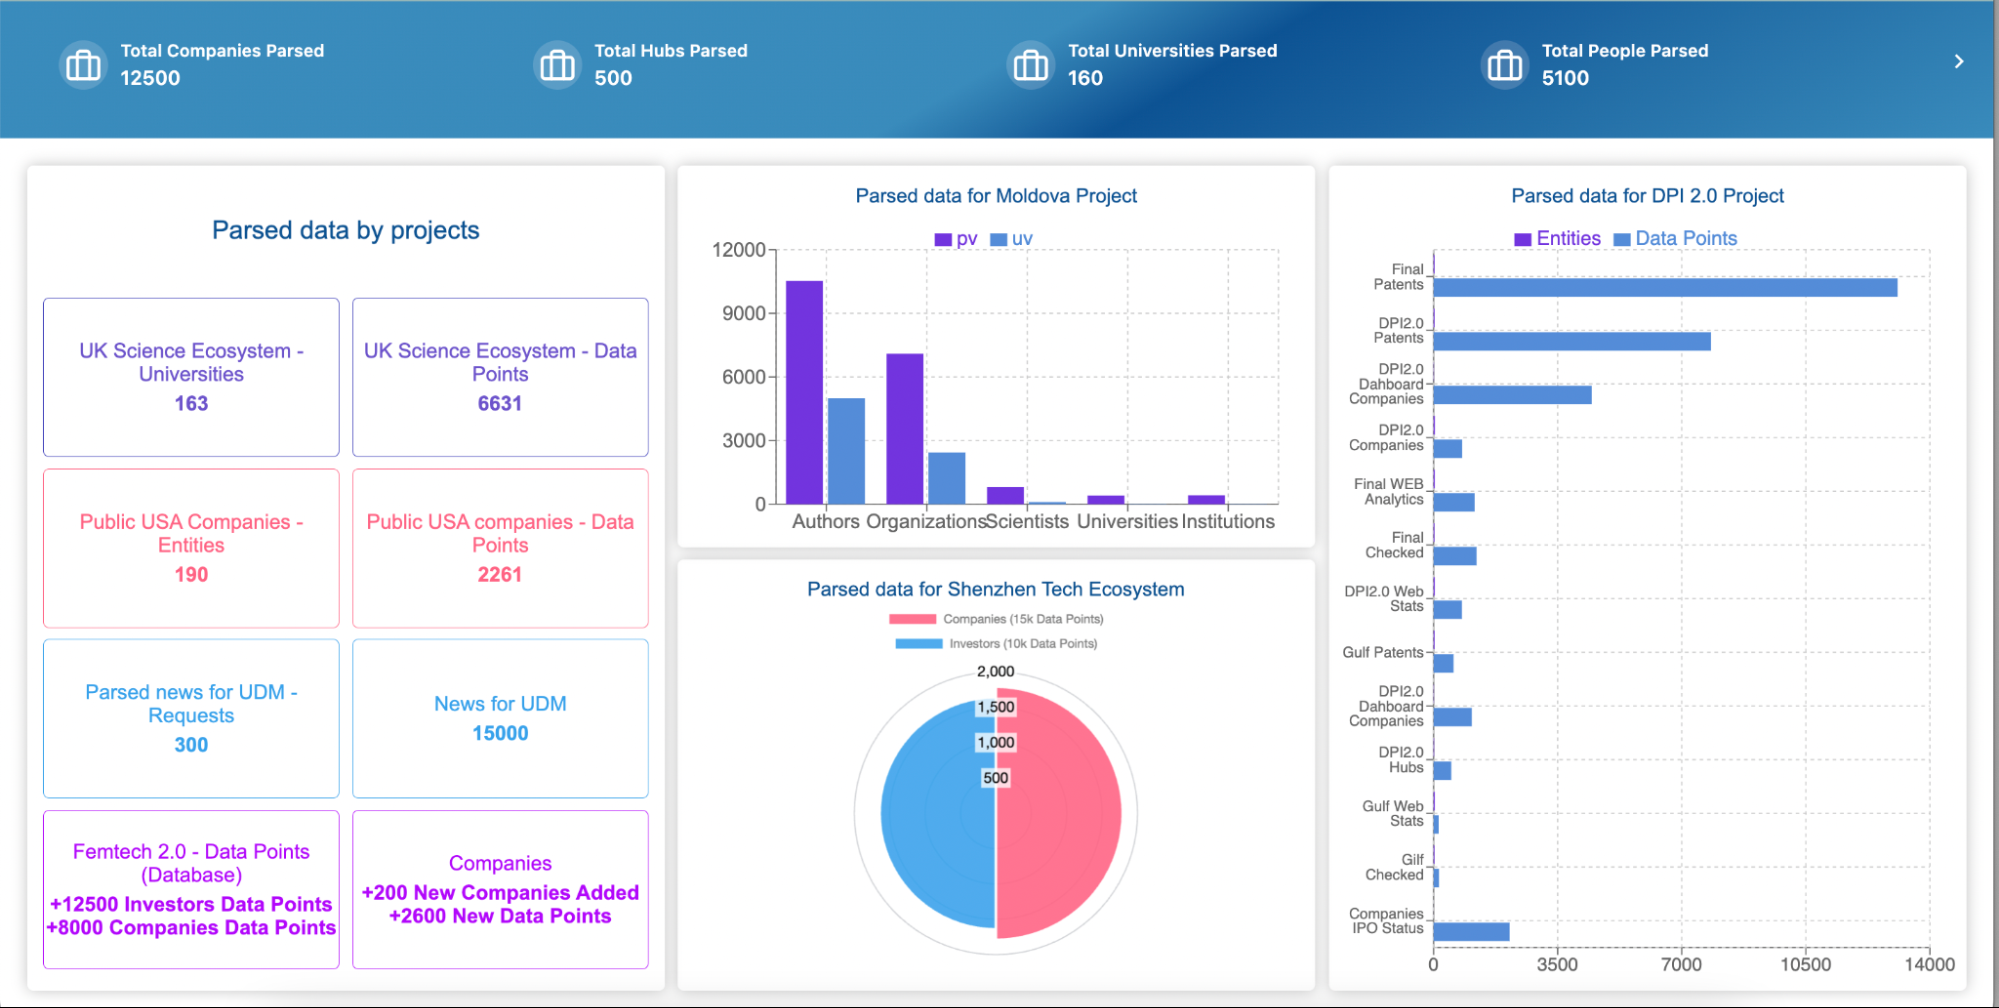 Total Companies Parsed
12500
Total Hubs Parsed
500
Total Universities Parsed
160
Total People Parsed
5100
Parsed data by projects
UK Science Ecosystem -
Universities
163
UK Science Ecosystem - Data
Points
6631
Public USA Companies -
Entities
190
Public USA companies - Data
Points
2261
Parsed news for UDM -
Requests
300
News for UDM
15000
Femtech 2.0 - Data Points
(Database)
+12500 Investors Data Points
+8000 Companies Data Points
Companies
+200 New Companies Added
+2600 New Data Points
Parsed data for Moldova Project
pv uv
12000
9000
6000
3000
0
Authors Organizations Scientists Universities Institutions
Parsed data for Shenzhen Tech Ecosystem
Companies (15k Data Points)
Investors (10k Data Points)
2,000
1,500
1,000
500
Parsed data for DPI 2.0 Project
Entities Data Points
Final
Patents
DPI2.0
Patents
DPI2.0
Dahboard
Companies
DPI2.0
Companies
Final WEB
Analytics
Final
Checked
DPI2.0 Web
Stats
Gulf Patents
DPI2.0
Dahboard
Companies
DPI2.0
Hubs
Gulf Web
Stats
Gilf
Checked
Companies
IPO Status
0 3500 7000 10500 14000